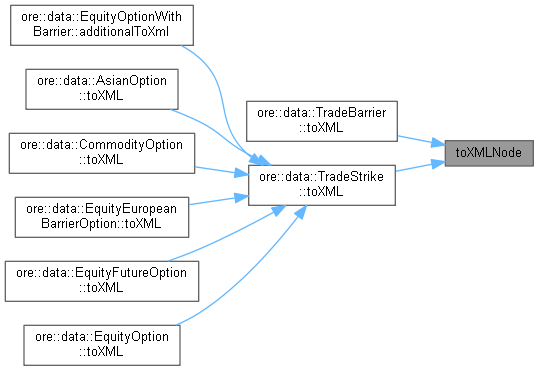 ore::data::EquityOptionWith
Barrier::additionalToXml
ore::data::AsianOption
::toXML
ore::data::CommodityOption
::toXML
ore::data::EquityEuropean
BarrierOption::toXML
ore::data::EquityFutureOption
::toXML
ore::data::EquityOption
::toXML
ore::data::TradeBarrier
::toXML
ore::data::TradeStrike
::toXML
toXMLNode